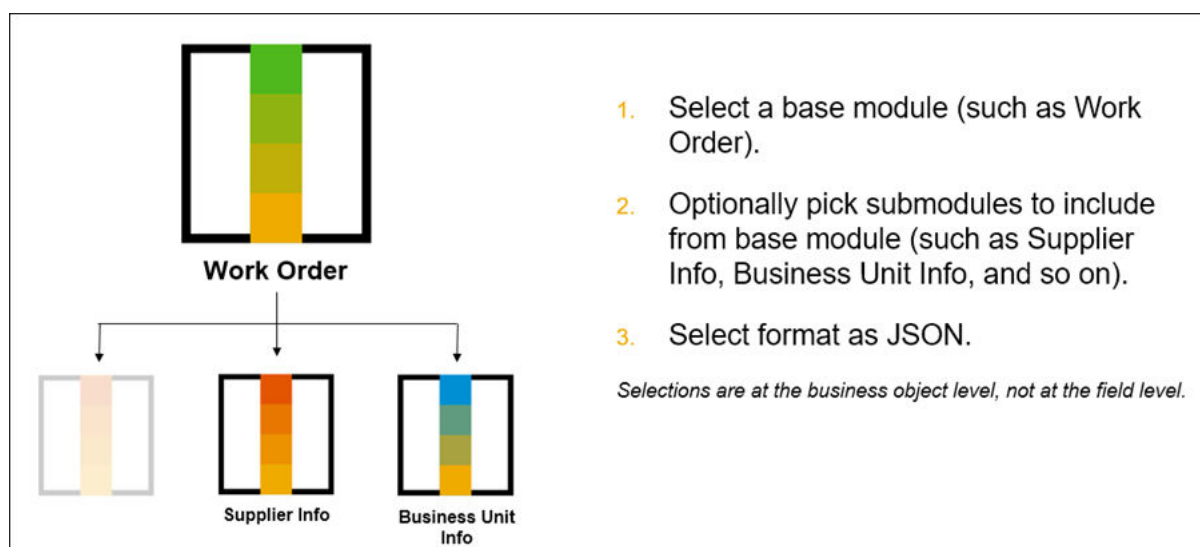 Work Order
Supplier Info
Business Unit
Info
1. Select a base module (such as Work
Order).
2. Optionally pick submodules to include
from base module (such as Supplier
Info, Business Unit Info, and so on).
3. Select format as JSON.
Selections are at the business object level, not at the field level.